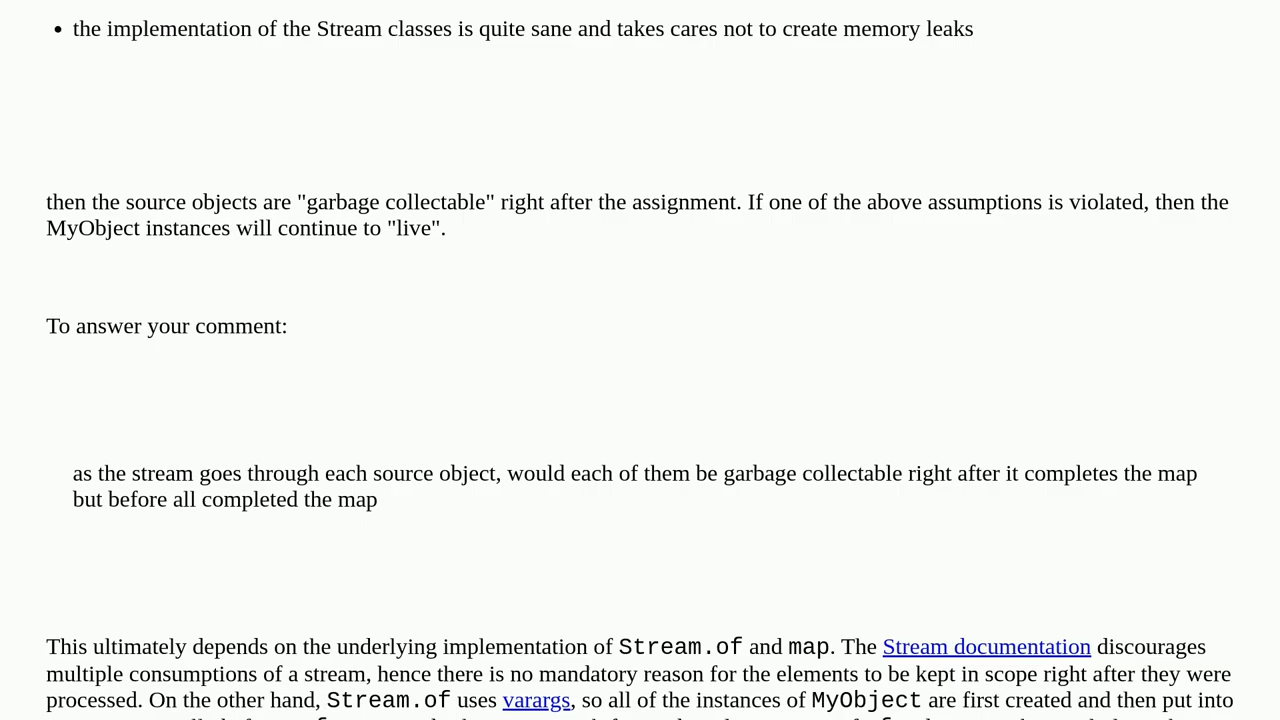 the implementation of the Stream classes is quite sane and takes cares not to create memory leaks
then the source objects are "garbage collectable" right after the assignment. If one of the above assumptions is violated, then the
MyObject instances will continue to "live".
To answer your comment:
as the stream goes through each source object, would each of them be garbage collectable right after it completes the map
but before all completed the map
This ultimately depends on the underlying implementation of Stream.of and map. The Stream documentation discourages
multiple consumptions of a stream, hence there is no mandatory reason for the elements to be kept in scope right after they were
processed. On the other hand, Stream.of uses varargs, so all of the instances of MyObject are first created and then put into